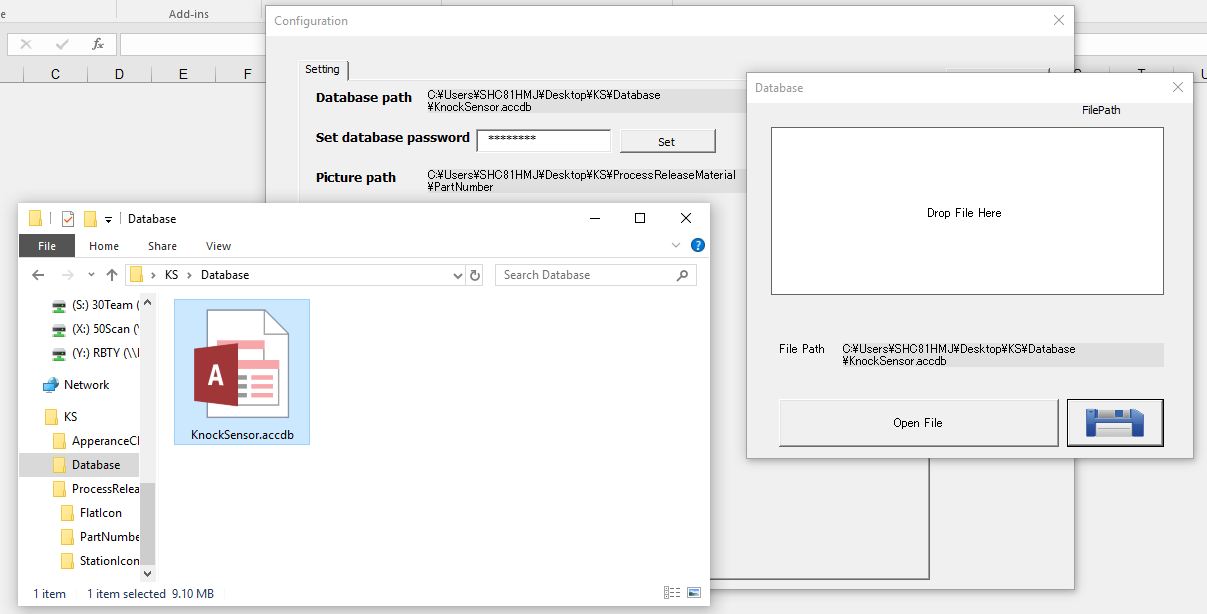 e
Add-ins
fx
C D E F
Configuration
Setting
Database path
C:¥Users¥SHC81HMJ¥Desktop¥KS¥Database
¥KnockSensor.accdb
Set database password
********
Set
Picture path
C:¥Users¥SHC81HMJ¥Desktop¥KS¥ProcessReleaseMaterial
¥PartNumber
Database
FilePath
Drop File Here
File Path
C:¥Users¥SHC81HMJ¥Desktop¥KS¥Database
¥KnockSensor.accdb
Open File
Database
File
Home
Share
View
?
KS
Database
Search Database
(S:) 30Team (
(X:) 50Scan (
(Y:) RBTY (\\
Network
KS
ApperanceC
Database
ProcessRelea
FlatIcon
PartNumbe
StationIcon
A
KnockSensor.accdb
1 item
1 item selected 9.10 MB